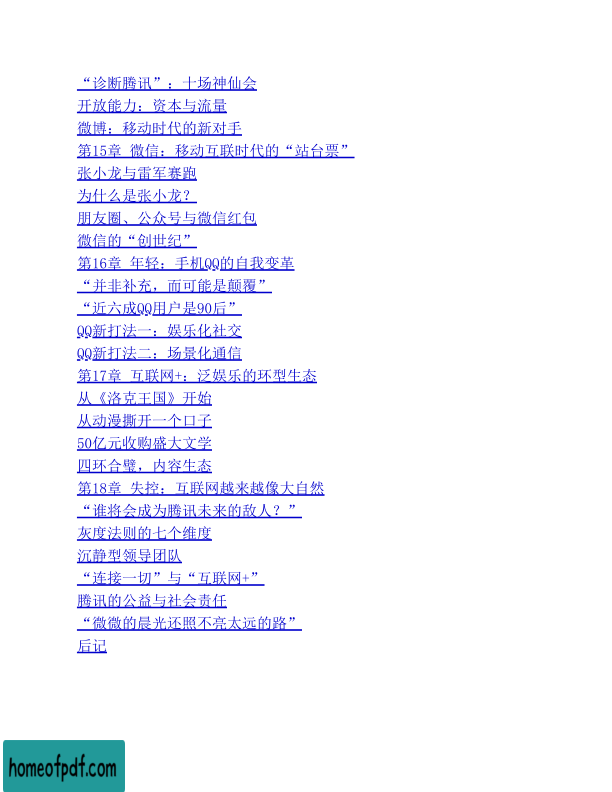 “诊断腾讯”：十场神仙会
开放能力：资本与流量
微博：移动时代的新对手
第15章 微信：移动互联时代的“站台票”
张小龙与雷军赛跑
为什么是张小龙？
朋友圈、公众号与微信红包
微信的“创世纪”
第16章 年轻：手机QQ的自我变革
“并非补充，而可能是颠覆”
“近六成QQ用户是90后”
QQ新打法一：娱乐化社交
QQ新打法二：场景化通信
第17章 互联网+：泛娱乐的环型生态
从《洛克王国》开始
从动漫撕开一个口子
50亿元收购盛大文学
四环合璧，内容生态
第18章 失控：互联网越来越像大自然
“谁将会成为腾讯未来的敌人？”
灰度法则的七个维度
沉静型领导团队
“连接一切”与“互联网+”
腾讯的公益与社会责任
“微微的晨光还照不亮太远的路”
后记
homeofpdf.com